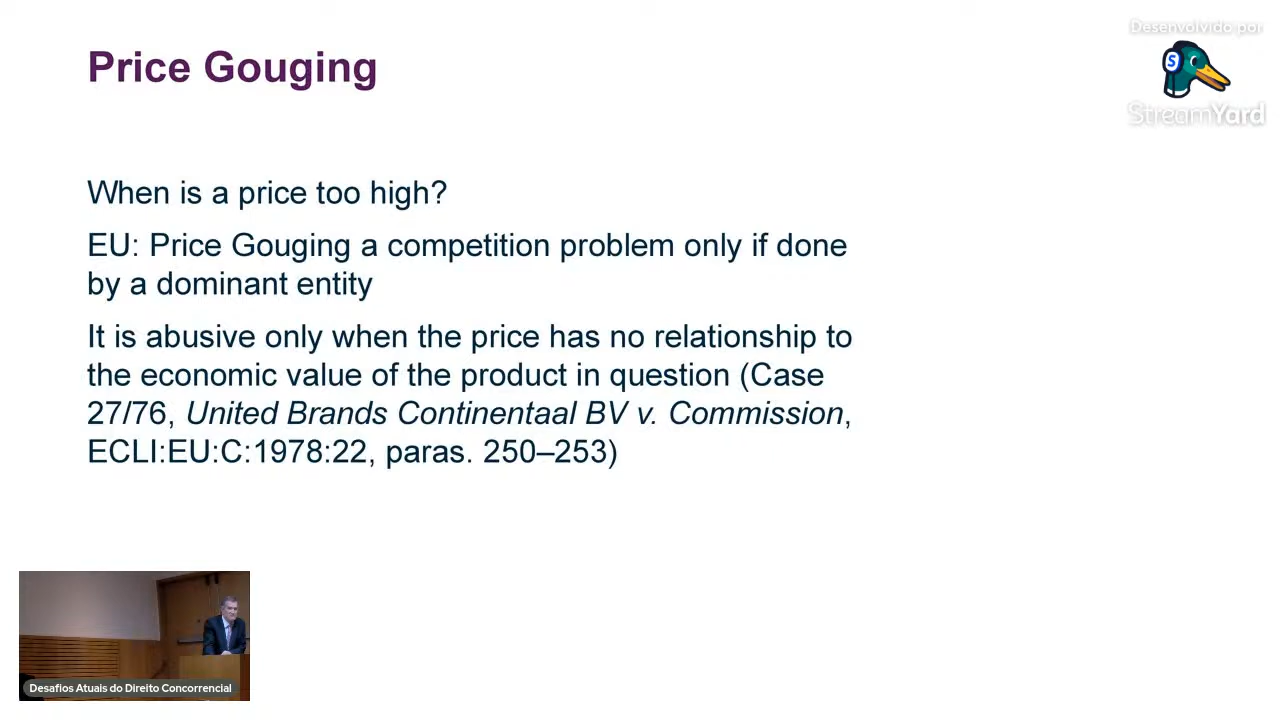 Desenvolvido por
S
StreamYard
Price Gouging
When is a price too high?
EU: Price Gouging a competition problem only if done
by a dominant entity
It is abusive only when the price has no relationship to
the economic value of the product in question (Case
27/76, United Brands Continentaal BV v. Commission,
ECLI:EU:C:1978:22, paras. 250–253)
Desafios Atuais do Direito Concorrencial